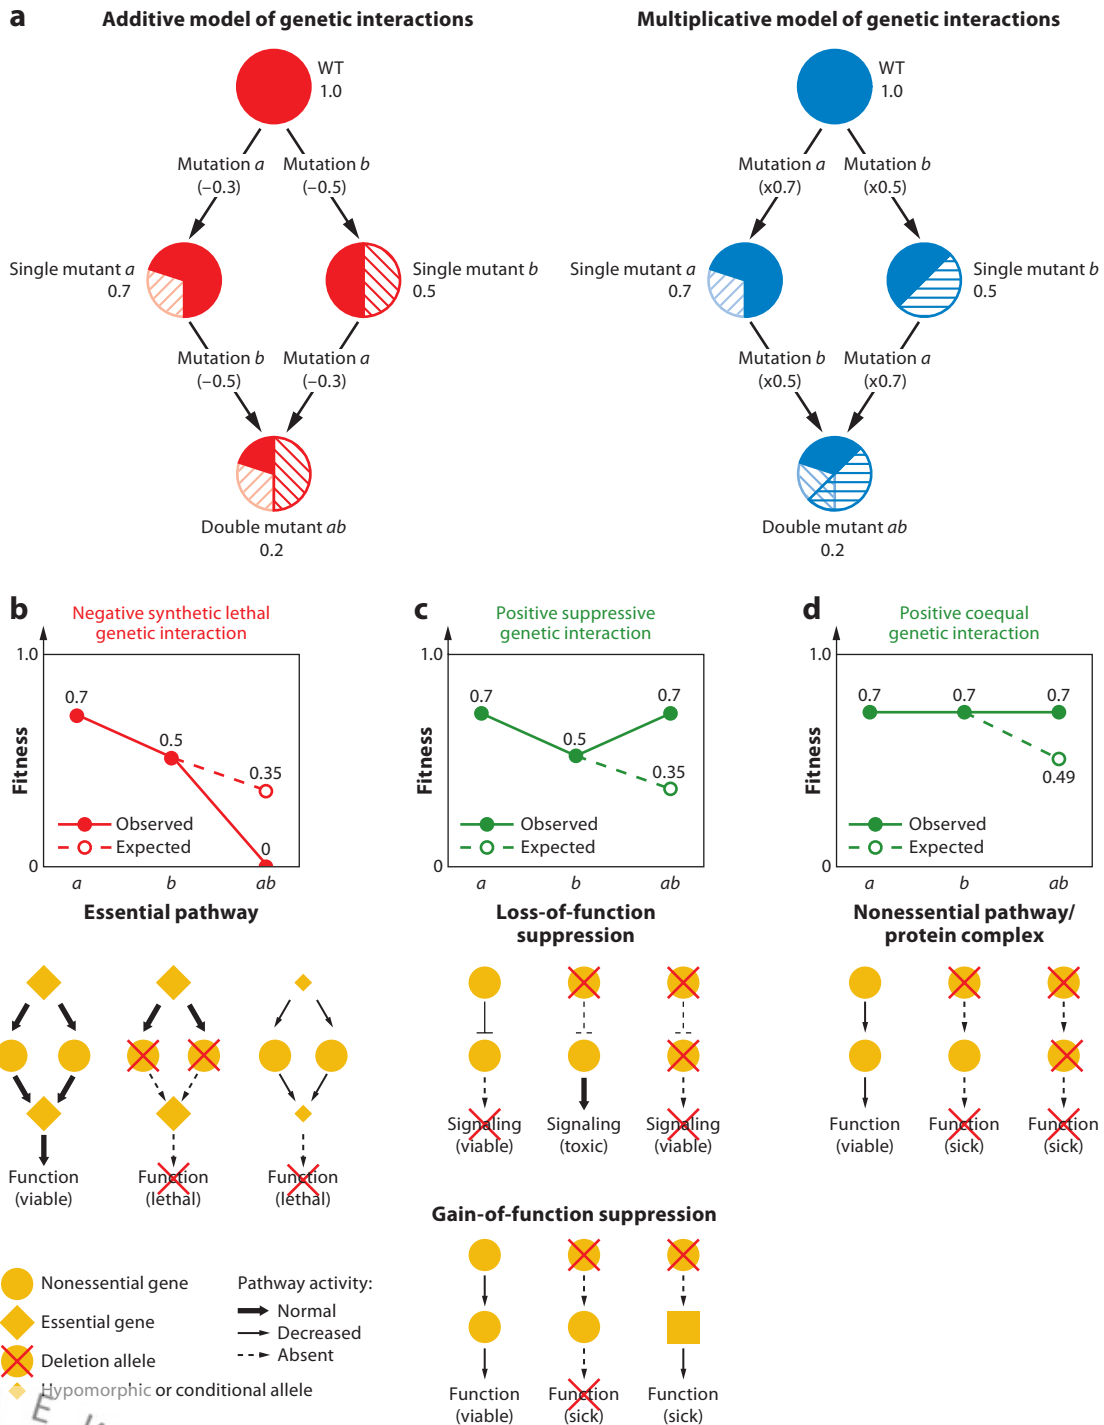 a
Additive model of genetic interactions
WT
1.0
Mutation a
(–0.3)
Mutation b
(–0.5)
Single mutant a
0.7
Single mutant b
0.5
Mutation b
(–0.5)
Mutation a
(–0.3)
Double mutant ab
0.2
Multiplicative model of genetic interactions
WT
1.0
Mutation a
(x0.7)
Mutation b
(x0.5)
Single mutant a
0.7
Single mutant b
0.5
Mutation b
(x0.5)
Mutation a
(x0.7)
Double mutant ab
0.2
b
Negative synthetic lethal
genetic interaction
1.0
0.7
0.5
0.35
0
Fitness
Observed
Expected
0
a
b
ab
Essential pathway
Function
(viable)
Function
(lethal)
Function
(lethal)
c
Positive suppressive
genetic interaction
1.0
0.7
0.5
0.7
0.35
Fitness
Observed
Expected
0
a
b
ab
Loss-of-function
suppression
Signaling
(viable)
Signaling
(toxic)
Signaling
(viable)
Gain-of-function suppression
Function
(viable)
Function
(sick)
Function
(sick)
d
Positive coequal
genetic interaction
1.0
0.7
0.7
0.7
0.49
Fitness
Observed
Expected
0
a
b
ab
Nonessential pathway/
protein complex
Function
(viable)
Function
(sick)
Function
(sick)
Nonessential gene
Essential gene
Deletion allele
Hypomorphic or conditional allele
Pathway activity:
Normal
Decreased
Absent